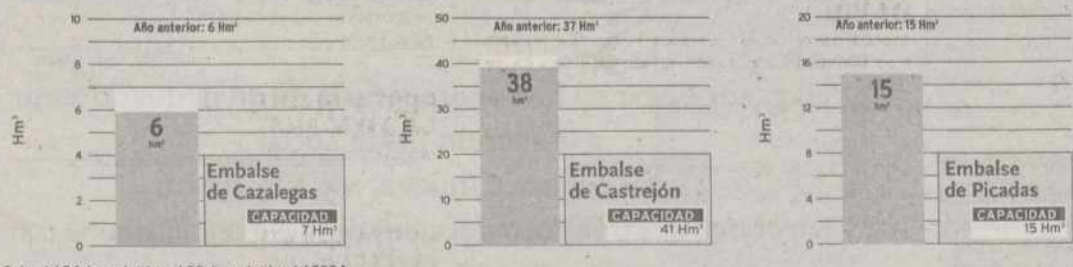 Año anterior: 6 Hm³
10
8
6
4
2
0
Hm³
6
hm³
Embalse
de Cazalegas
CAPACIDAD
7 Hm³
Año anterior: 37 Hm³
50
40
30
20
10
0
Hm³
38
hm³
Embalse
de Castrejón
CAPACIDAD
41 Hm³
Año anterior: 15 Hm³
20
16
12
8
4
0
Hm³
15
hm³
Embalse
de Picadas
CAPACIDAD
15 Hm³